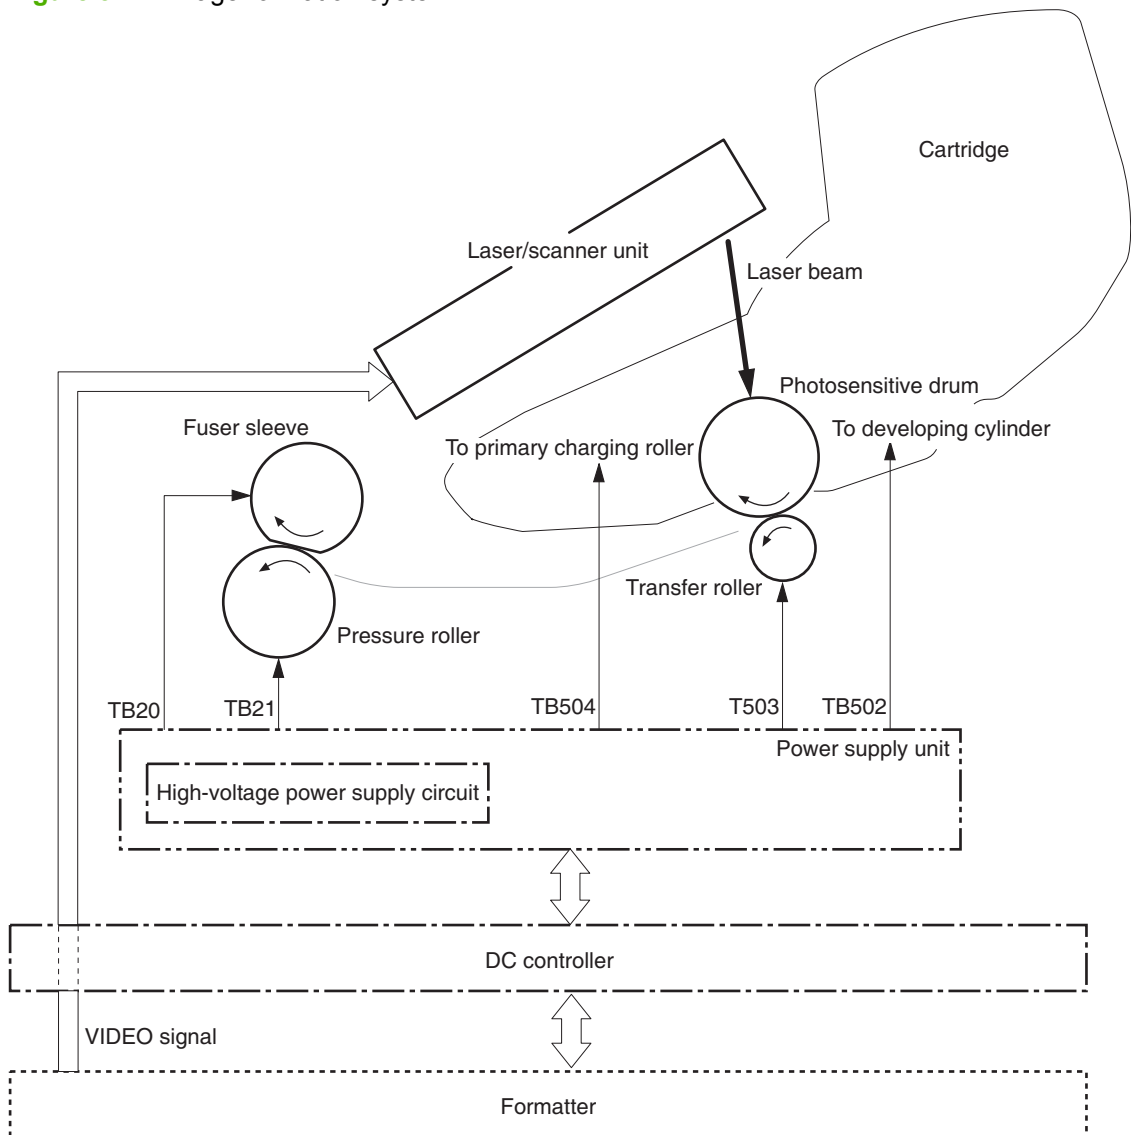 Cartridge
Laser/scanner unit
Laser beam
Photosensitive drum
Fuser sleeve
To developing cylinder
To primary charging roller
Transfer roller
Pressure roller
TB20
TB21
TB504
T503
TB502
Power supply unit
High-voltage power supply circuit
DC controller
VIDEO signal
Formatter